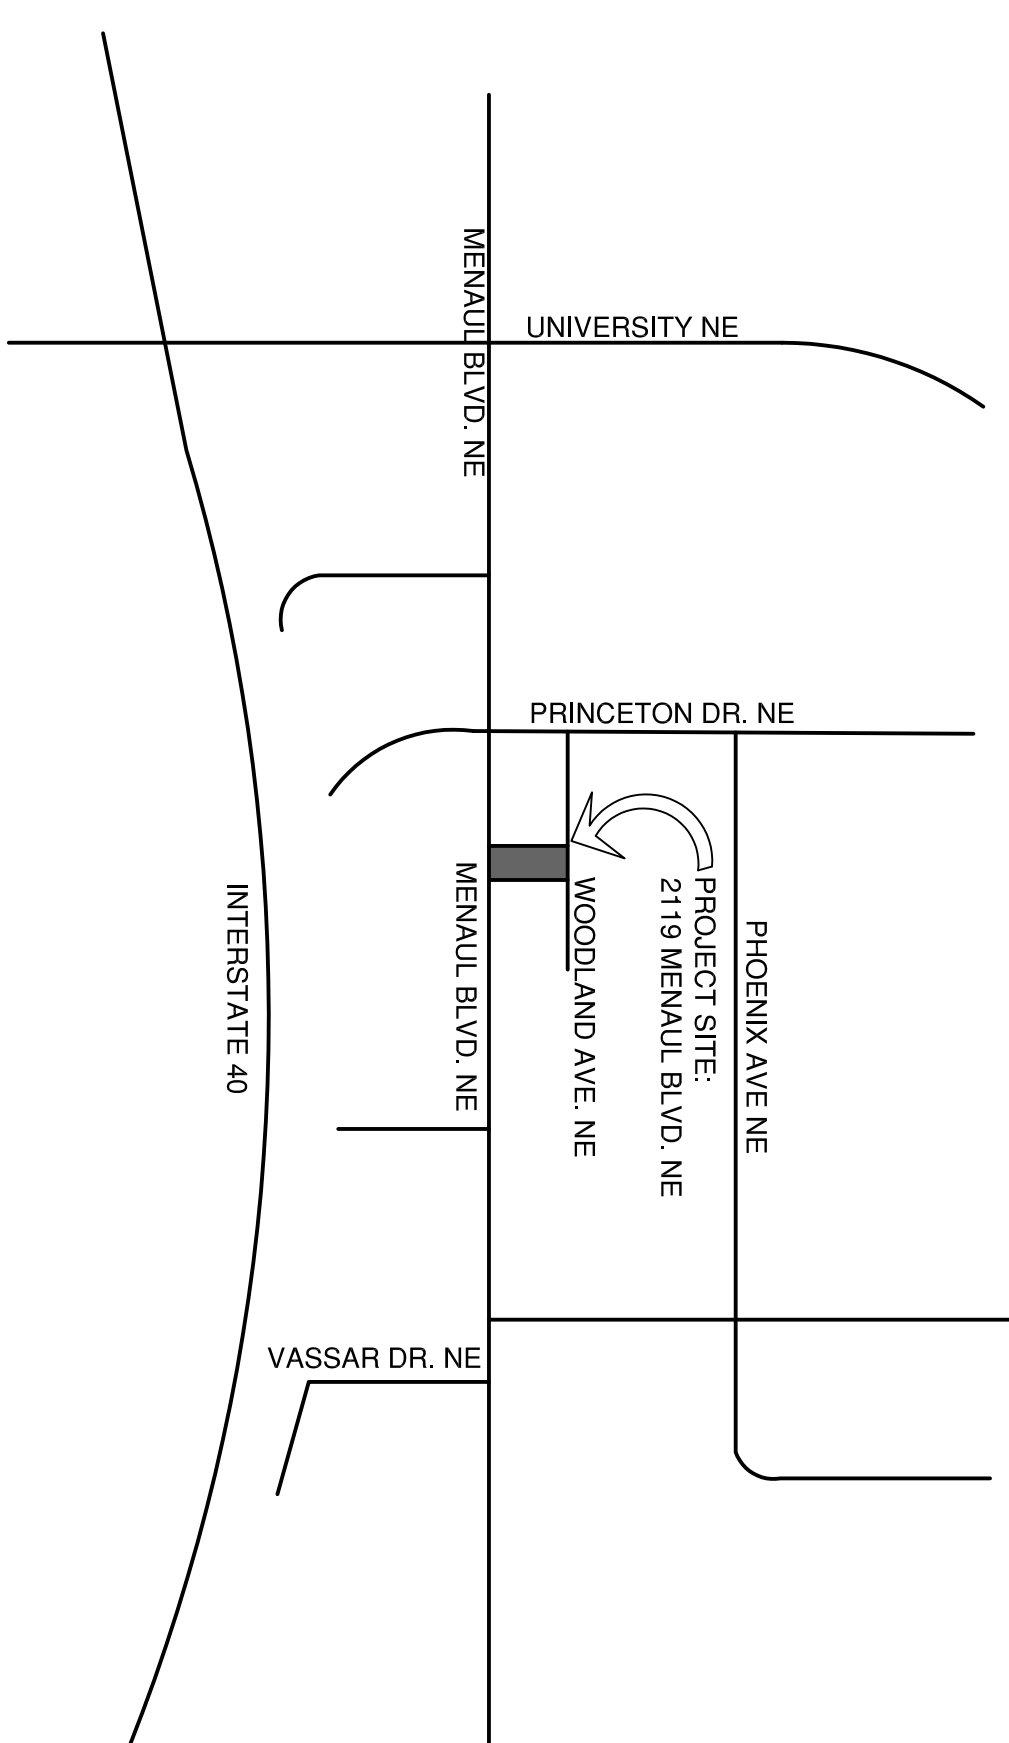 MENAUL BLVD. NE
UNIVERSITY NE
PRINCETON DR. NE
PROJECT SITE:
2119 MENAUL BLVD. NE
PHOENIX AVE NE
WOODLAND AVE. NE
MENAUL BLVD. NE
INTERSTATE 40
VASSAR DR. NE